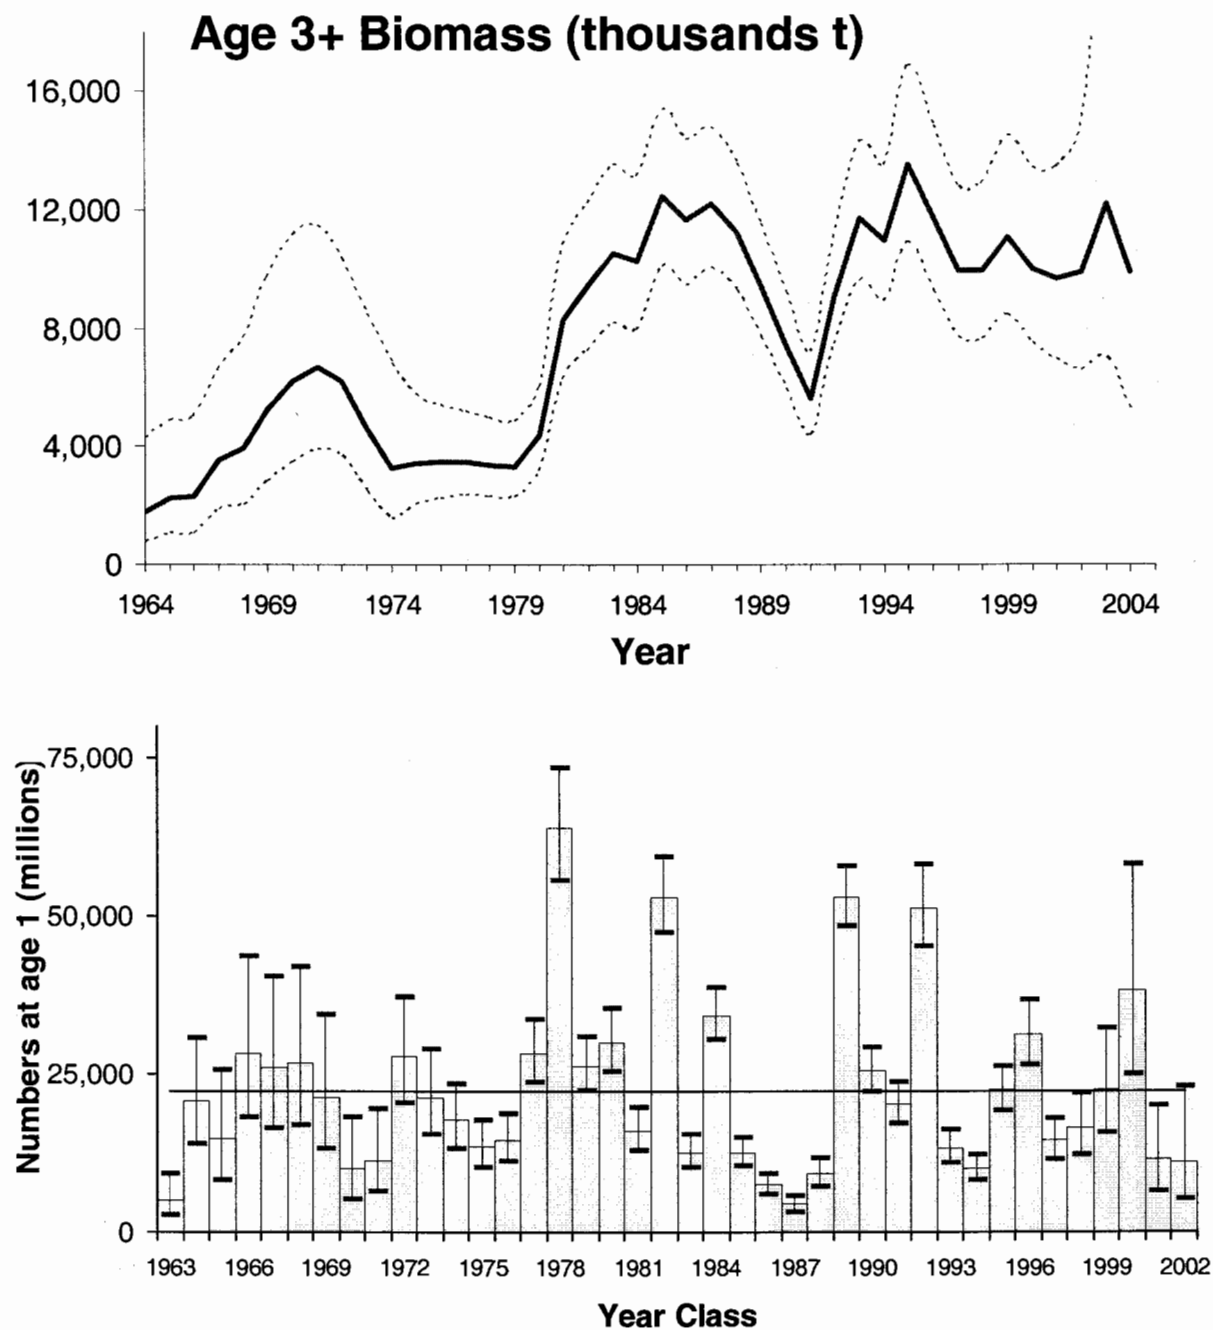 Age 3+ Biomass (thousands t)
16,000
12,000
8,000
4,000
0
1964 1969 1974 1979 1984 1989 1994 1999 2004
Year
Numbers at age 1 (millions)
75,000
50,000
25,000
0
1963 1966 1969 1972 1975 1978 1981 1984 1987 1990 1993 1996 1999 2002
Year Class